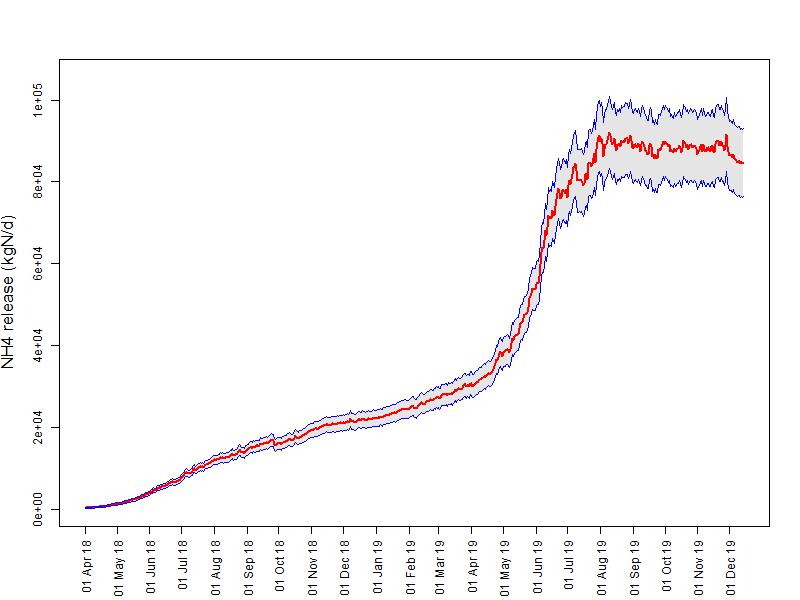 NH4 release (kgN/d)
1e+05
8e+04
6e+04
4e+04
2e+04
0e+00
01 Apr 18
01 May 18
01 Jun 18
01 Jul 18
01 Aug 18
01 Sep 18
01 Oct 18
01 Nov 18
01 Dec 18
01 Jan 19
01 Feb 19
01 Mar 19
01 Apr 19
01 May 19
01 Jun 19
01 Jul 19
01 Aug 19
01 Sep 19
01 Oct 19
01 Nov 19
01 Dec 19